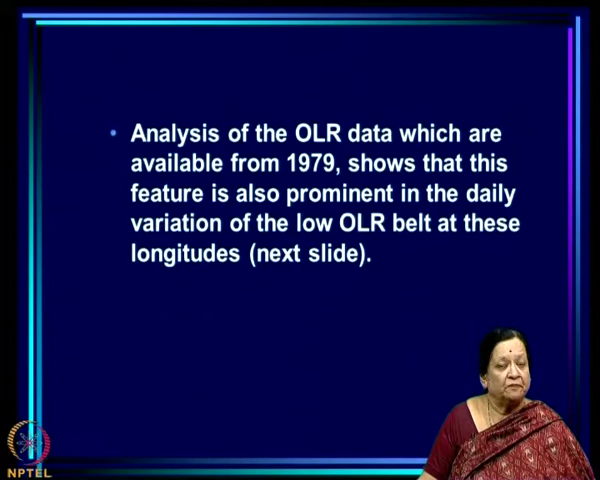 • Analysis of the OLR data which are
available from 1979, shows that this
feature is also prominent in the daily
variation of the low OLR belt at these
longitudes (next slide).
NPTEL